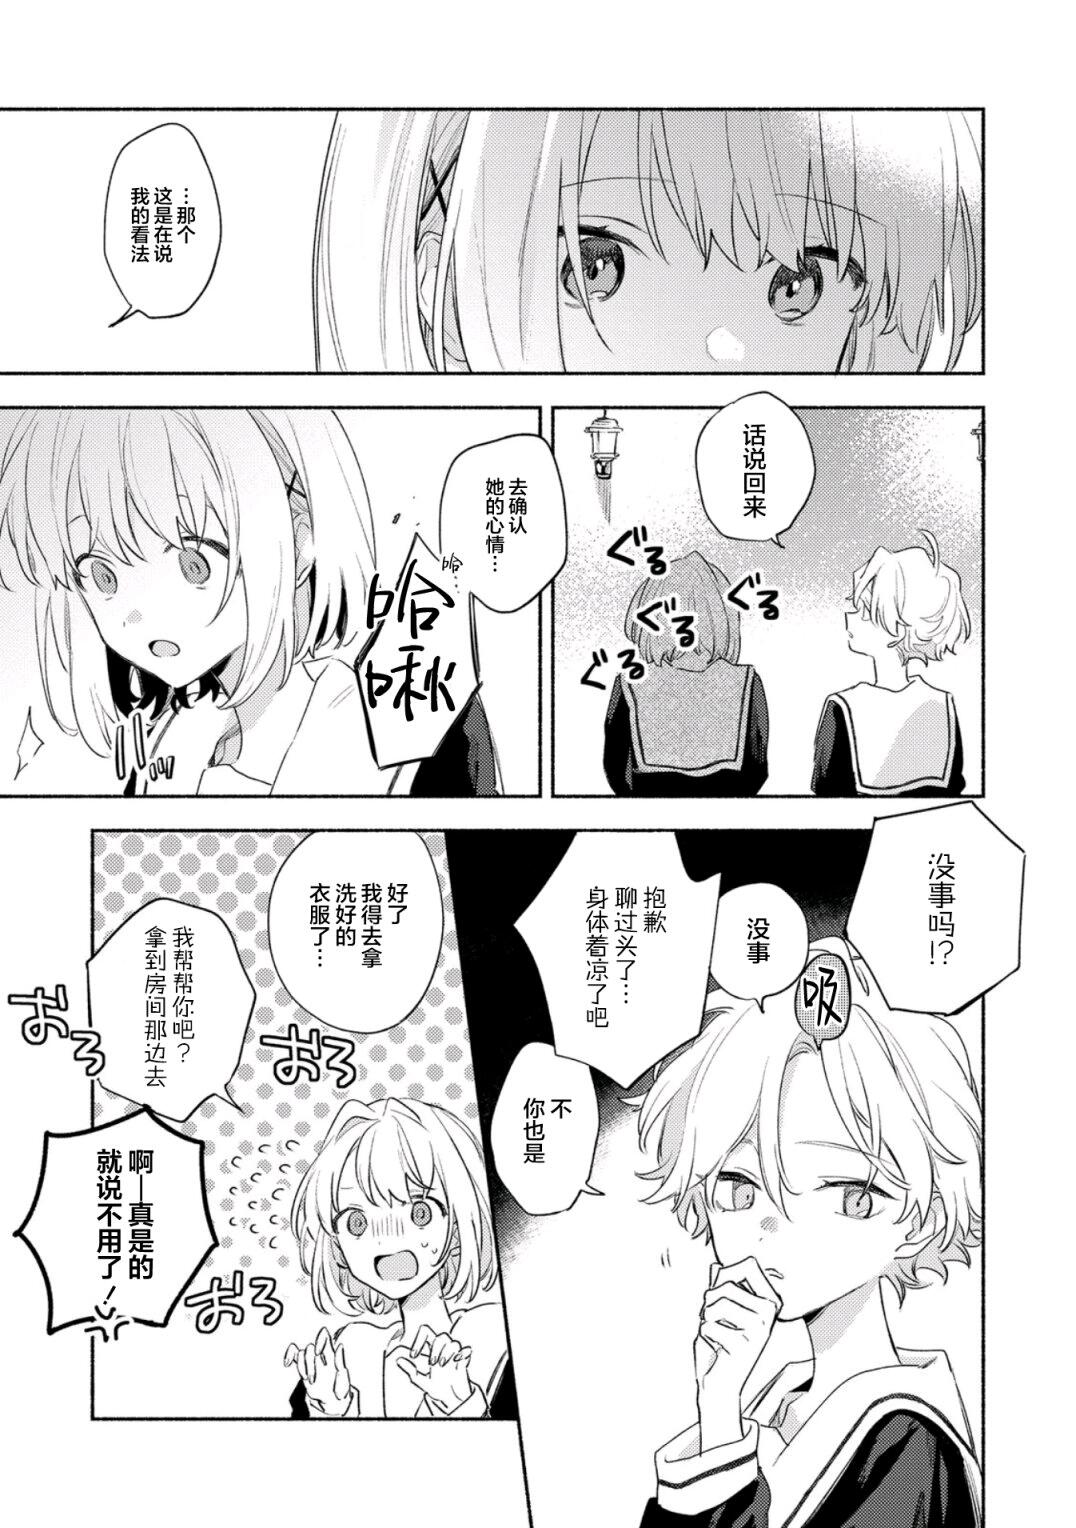 …那个
这是在说
我的看法
话说回来
ぐる
ぐる
ぐる
ぐる
去确认
她的心情…
哈…
哈
啾
没事吗!?
吸
没事
抱歉
聊过头了…
身体着凉了吧
不
你也是
好了
我得去拿
洗好的
衣服了…
我帮帮你吧？
拿到房间那边去
おろ
おろ
おろ
啊—真是的
就说不用了！